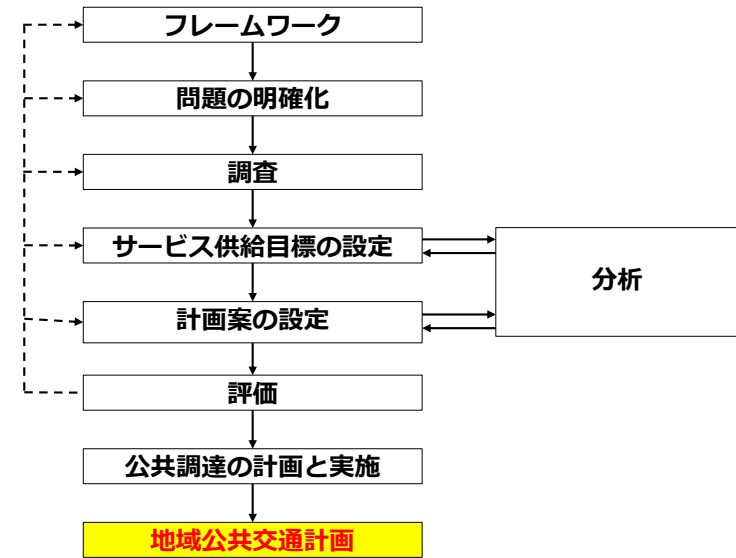 フレームワーク
問題の明確化
調査
サービス供給目標の設定
分析
計画案の設定
評価
公共調達の計画と実施
地域公共交通計画